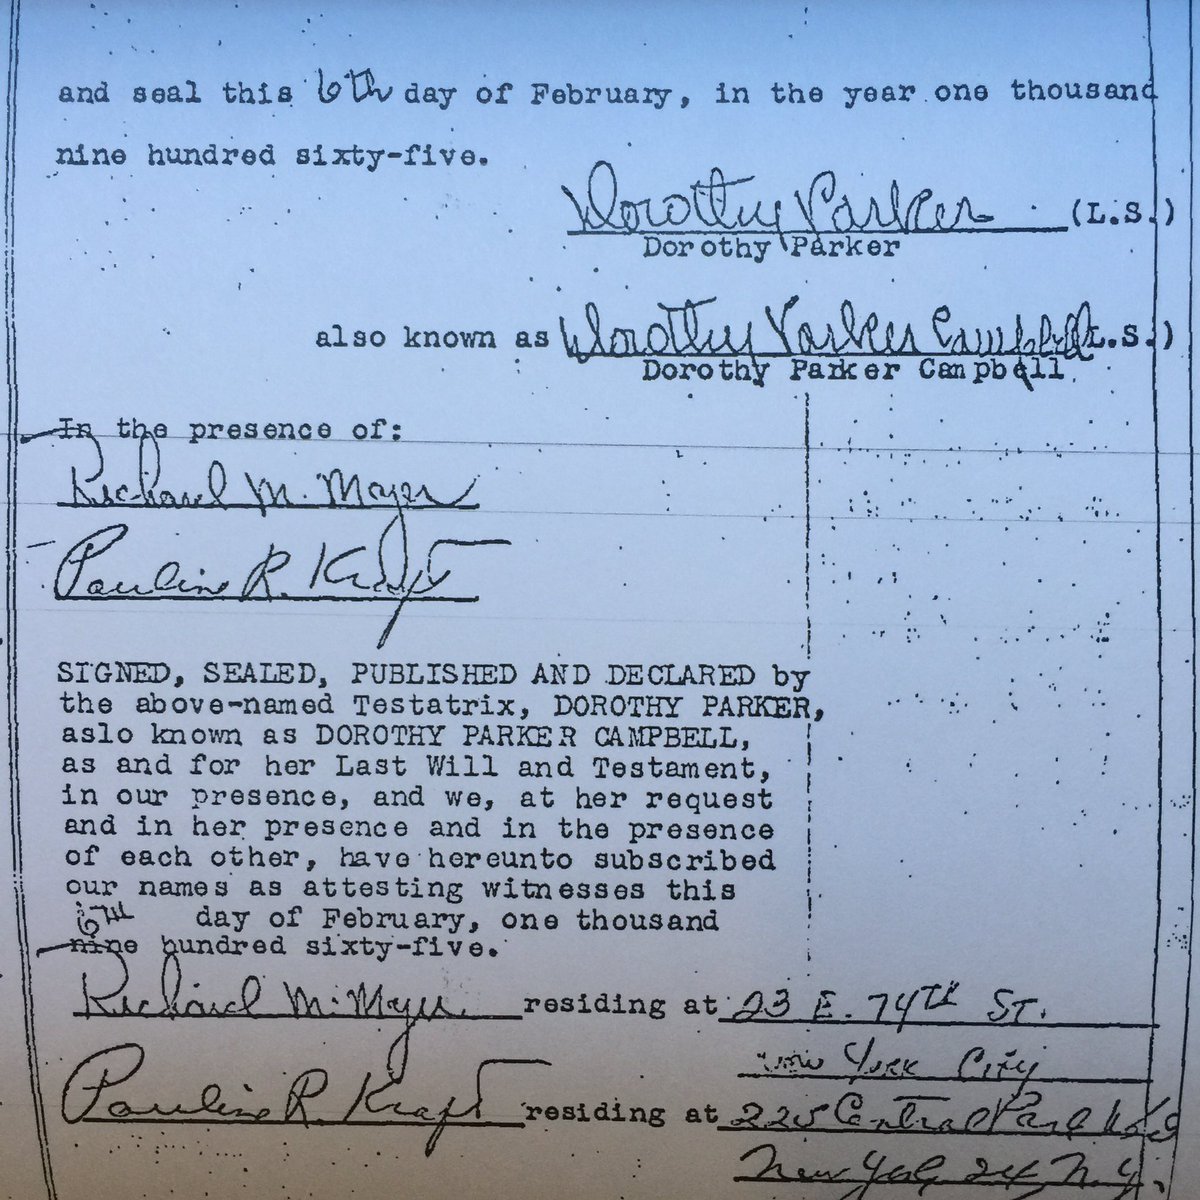 and seal this 6th day of February, in the year one thousand
nine hundred sixty-five.
Dorothy Parker (L.S.)
Dorothy Parker
also known as Dorothy Parker Campbell (L.S.)
Dorothy Parker Campbell
In the presence of:
Richard M. Mayer
Pauline R. Kraft
SIGNED, SEALED, PUBLISHED AND DECLARED by
the above-named Testatrix, DOROTHY PARKER,
aslo known as DOROTHY PARKER CAMPBELL,
as and for her Last Will and Testament,
in our presence, and we, at her request
and in her presence and in the presence
of each other, have hereunto subscribed
our names as attesting witnesses this
6TH day of February, one thousand
nine hundred sixty-five.
Richard M. Mayer residing at 23 E. 74TH ST.
New York City
Pauline R. Kraft residing at 225 Central Park
New York 24, N.Y.